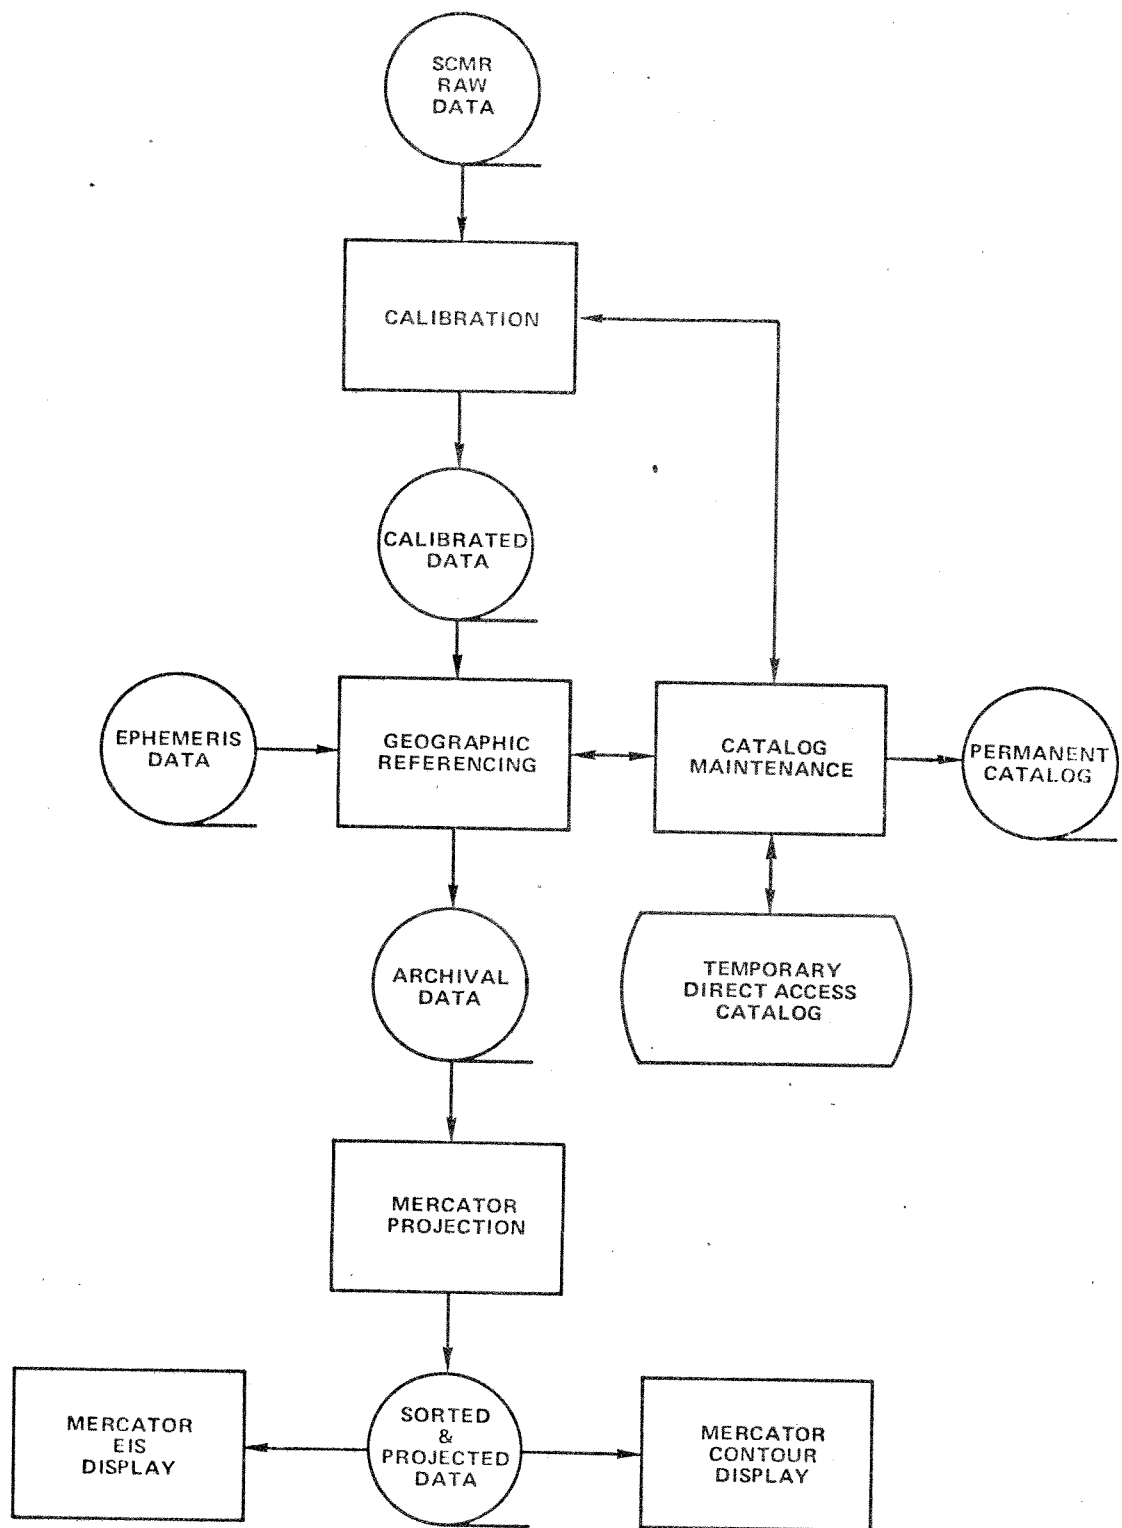 SCMR
RAW
DATA
CALIBRATION
CALIBRATED
DATA
EPHEMERIS
DATA
GEOGRAPHIC
REFERENCING
CATALOG
MAINTENANCE
PERMANENT
CATALOG
ARCHIVAL
DATA
TEMPORARY
DIRECT ACCESS
CATALOG
MERCATOR
PROJECTION
MERCATOR
EIS
DISPLAY
SORTED
&
PROJECTED
DATA
MERCATOR
CONTOUR
DISPLAY